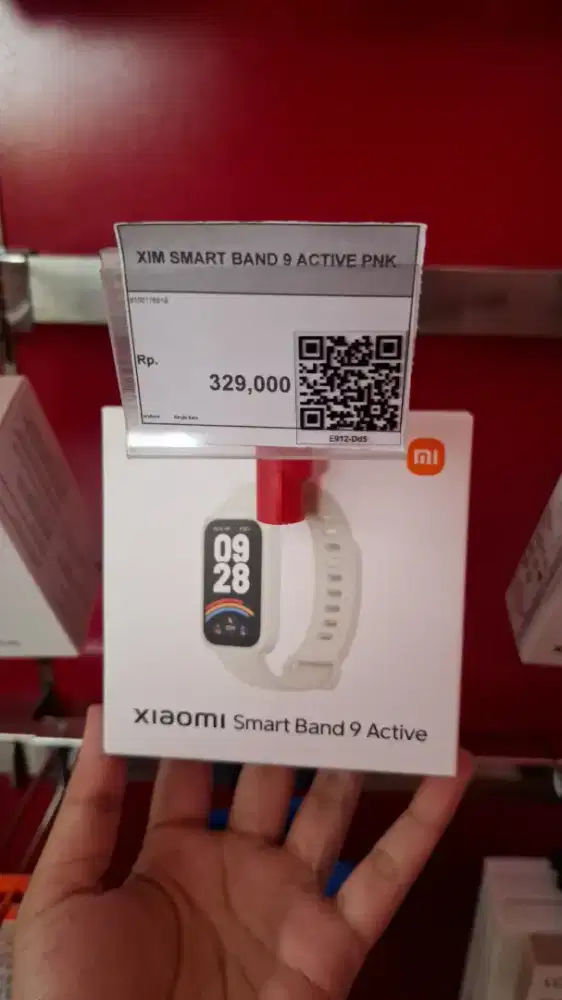 XIM SMART BAND 9 ACTIVE PNK
Rp.
329,000
E912-Dd5
mi
09
28
xiaomi Smart Band 9 Active